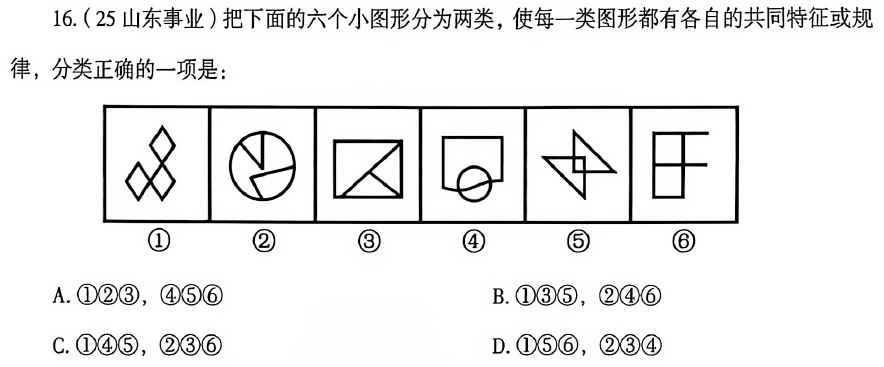 16.(25山东事业)把下面的六个小图形分为两类，使每一类图形都有各自的共同特征或规
律，分类正确的一项是：
① ② ③ ④ ⑤ ⑥
A.①②③，④⑤⑥ B.①③⑤，②④⑥
C.①④⑤，②③⑥ D.①⑤⑥，②③④